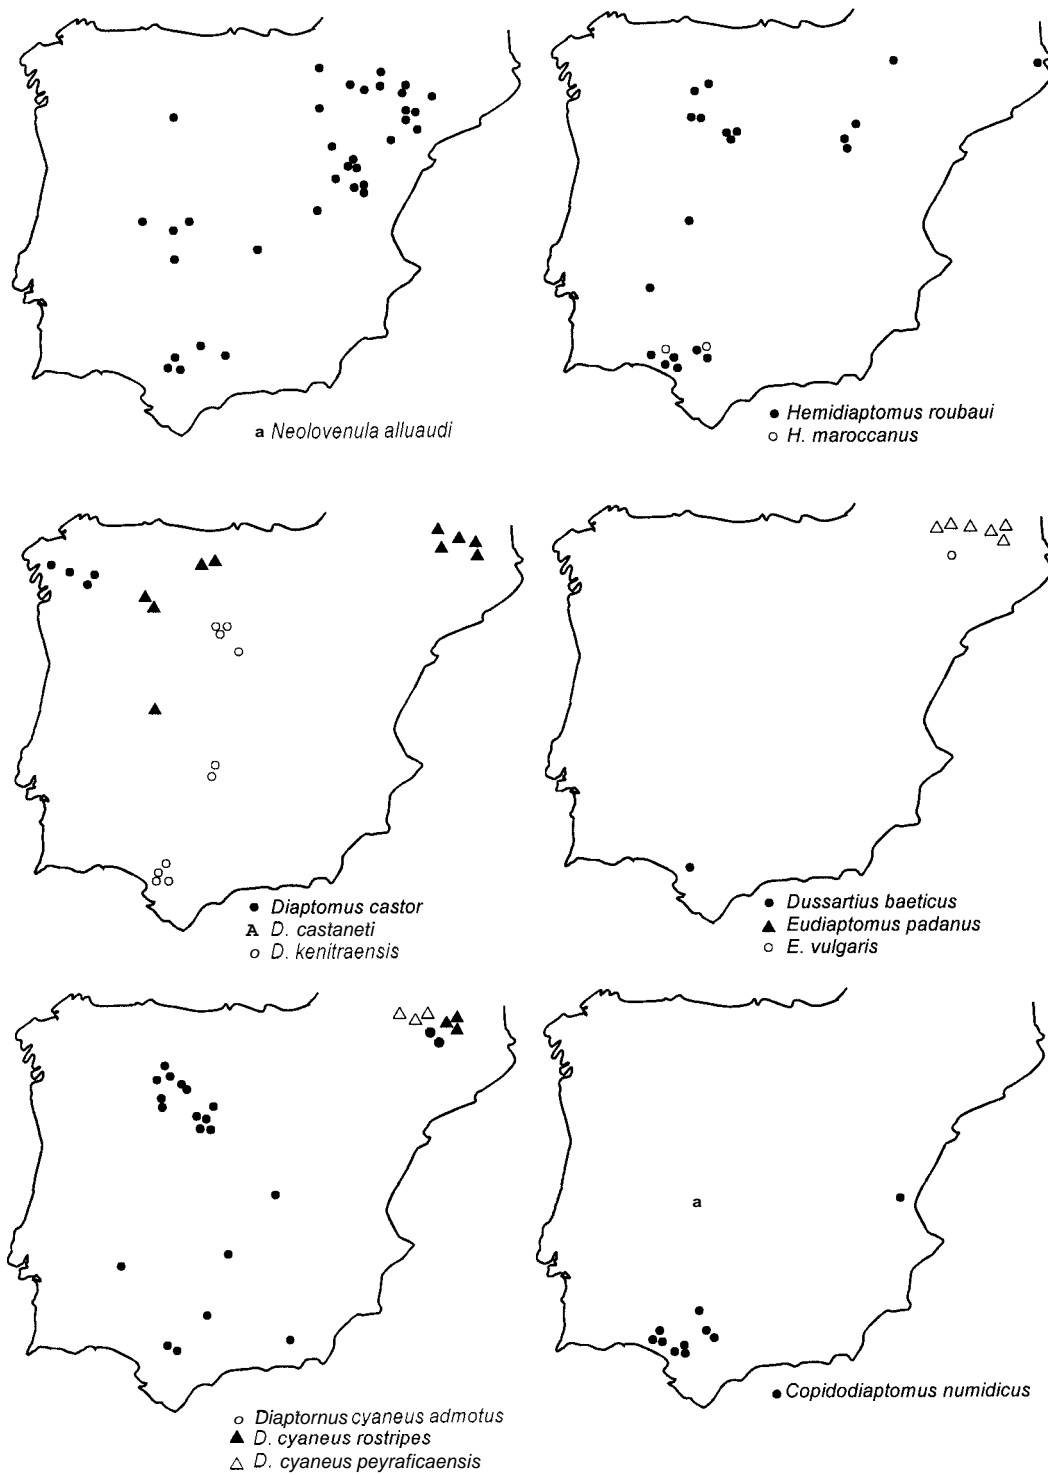 a Neolovenula alluaudi
● Hemidiaptomus roubaui
○ H. maroccanus
● Diaptomus castor
A D. castaneti
○ D. kenitraensis
● Dussartius baeticus
▲ Eudiaptomus padanus
○ E. vulgaris
○ Diaptornus cyaneus admotus
▲ D. cyaneus rostripes
△ D. cyaneus peyraficaensis
a
● Copidodiaptomus numidicus